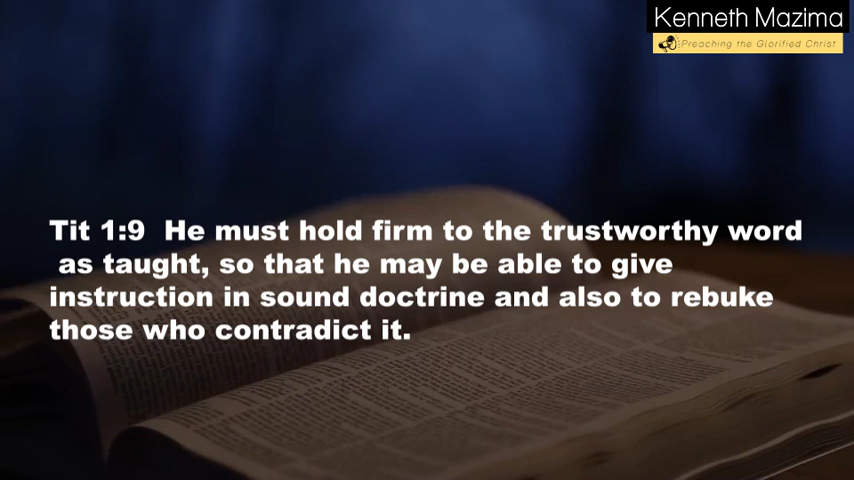 Kenneth Mazima
Preaching the Glorified Christ
Tit 1:9  He must hold firm to the trustworthy word
as taught, so that he may be able to give
instruction in sound doctrine and also to rebuke
those who contradict it.